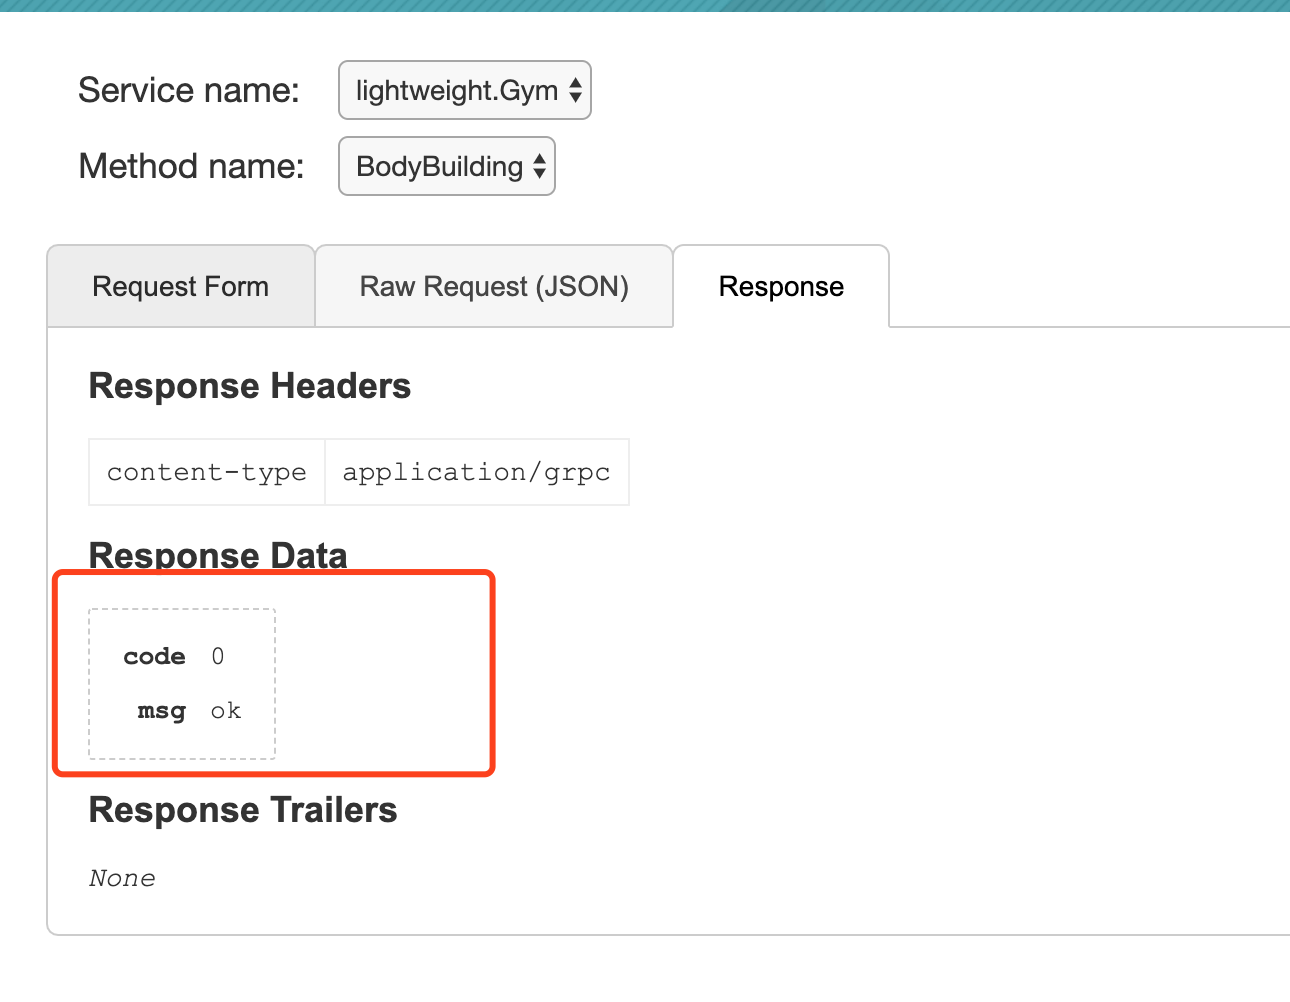 Service name: lightweight.Gym
Method name: BodyBuilding
Request Form Raw Request (JSON) Response
Response Headers
content-type application/grpc
Response Data
code 0
msg ok
Response Trailers
None